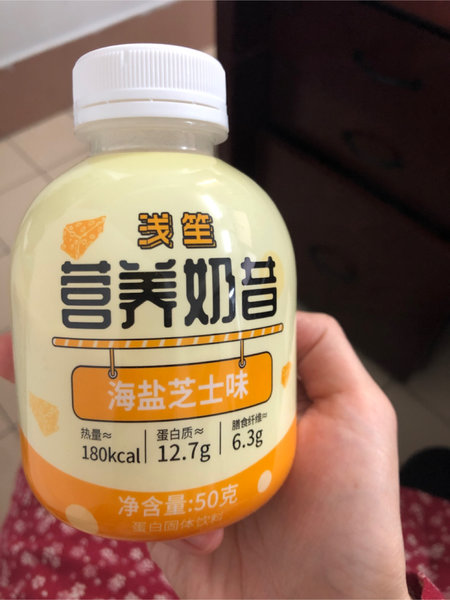 浅笙
营养奶昔
海盐芝士味
热量≈ 蛋白质≈ 膳食纤维≈
180kcal 12.7g 6.3g
净含量:50克
蛋白固体饮料